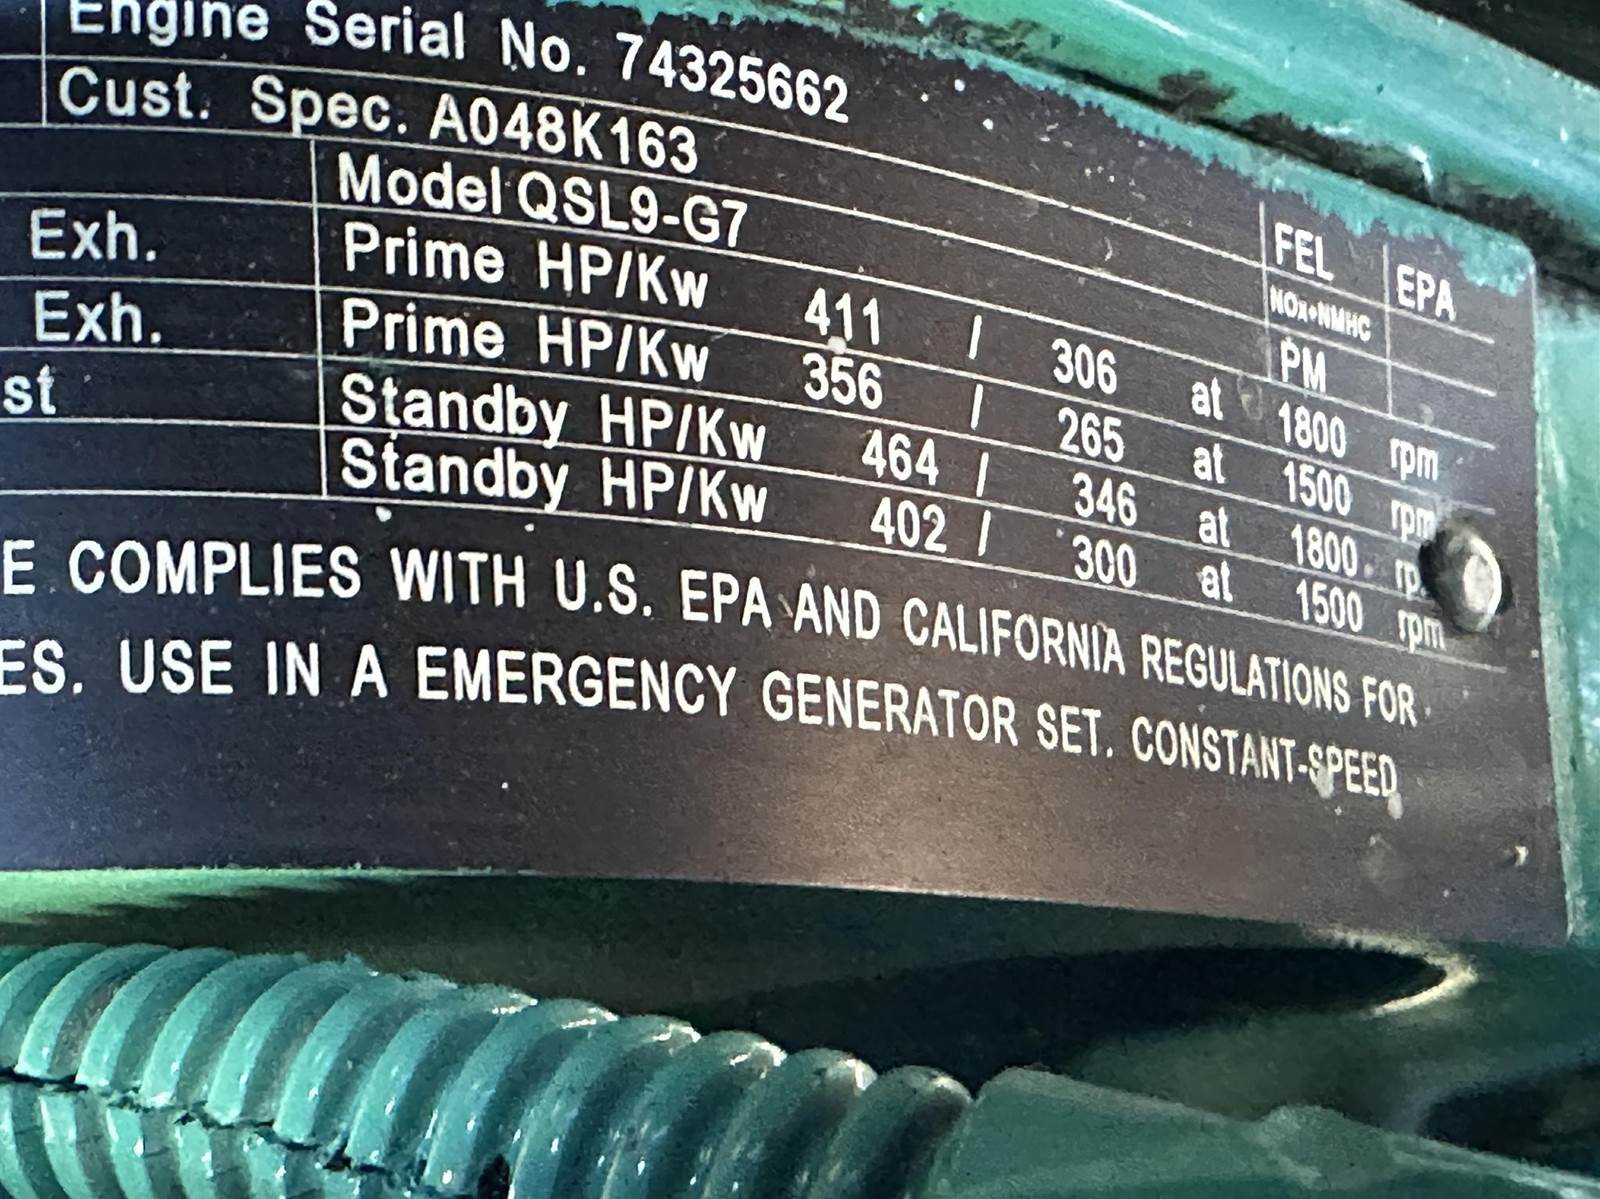 Engine Serial No. 74325662
Cust. Spec. A048K163
Model QSL9-G7
FEL EPA
NOx+NMHC
PM
Exh. Prime HP/Kw 411 / 306 at 1800 rpm
Exh. Prime HP/Kw 356 / 265 at 1500 rpm
st Standby HP/Kw 464 / 346 at 1800 rp
Standby HP/Kw 402 / 300 at 1500 rpm
E COMPLIES WITH U.S. EPA AND CALIFORNIA REGULATIONS FOR
ES. USE IN A EMERGENCY GENERATOR SET. CONSTANT-SPEED